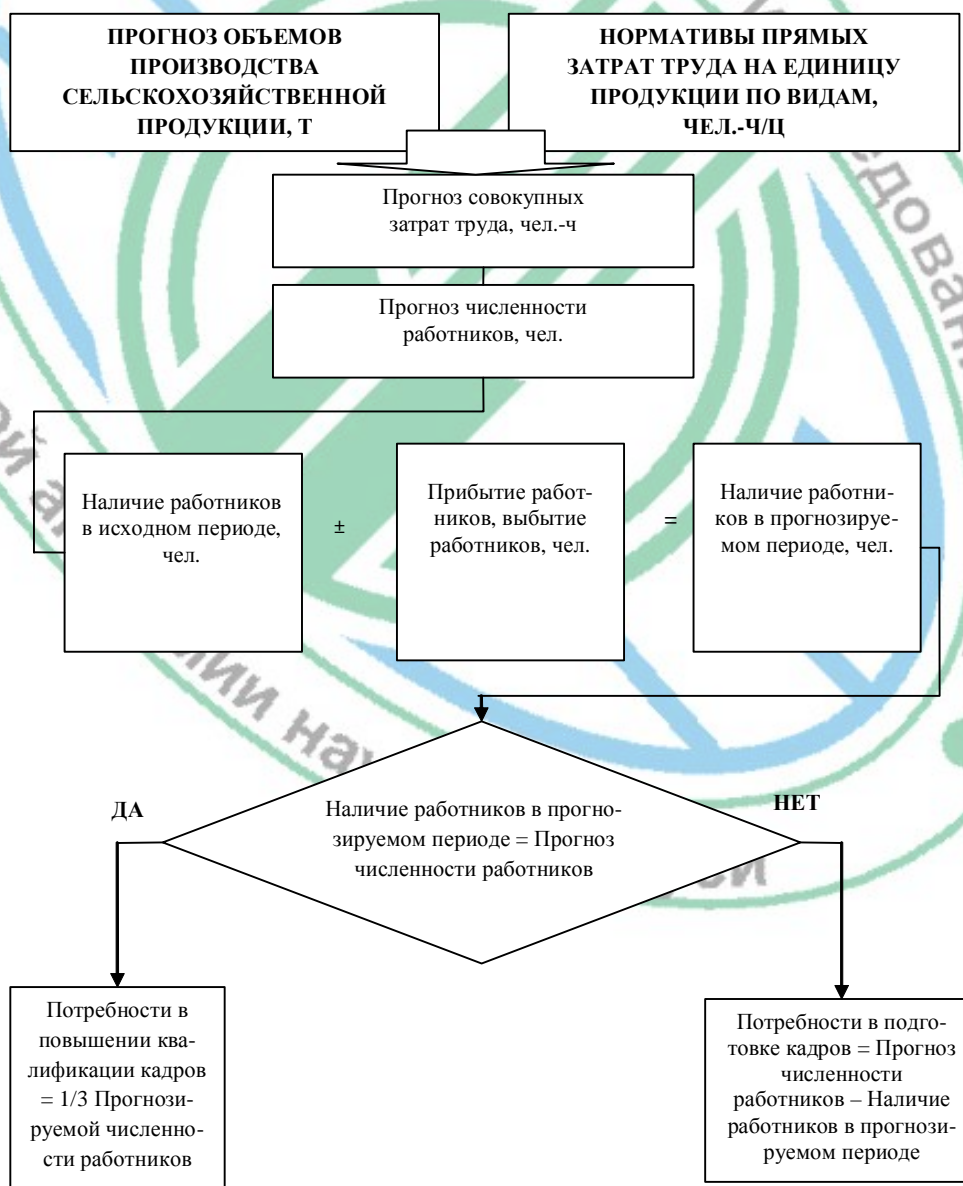 ПРОГНОЗ ОБЪЕМОВ
ПРОИЗВОДСТВА
СЕЛЬСКОХОЗЯЙСТВЕННОЙ
ПРОДУКЦИИ, Т
НОРМАТИВЫ ПРЯМЫХ
ЗАТРАТ ТРУДА НА ЕДИНИЦУ
ПРОДУКЦИИ ПО ВИДАМ,
ЧЕЛ.-Ч/Ц
Прогноз совокупных
затрат труда, чел.-ч
Прогноз численности
работников, чел.
Наличие работников
в исходном периоде,
чел.
±
Прибытие работ-
ников, выбытие
работников, чел.
=
Наличие работни-
ков в прогнозируе-
мом периоде, чел.
ДА
Наличие работников в прогно-
зируемом периоде = Прогноз
численности работников
НЕТ
Потребности в
повышении ква-
лификации кадров
= 1/3 Прогнози-
руемой численно-
сти работников
Потребности в подго-
товке кадров = Прогноз
численности
работников – Наличие
работников в прогнози-
руемом периоде